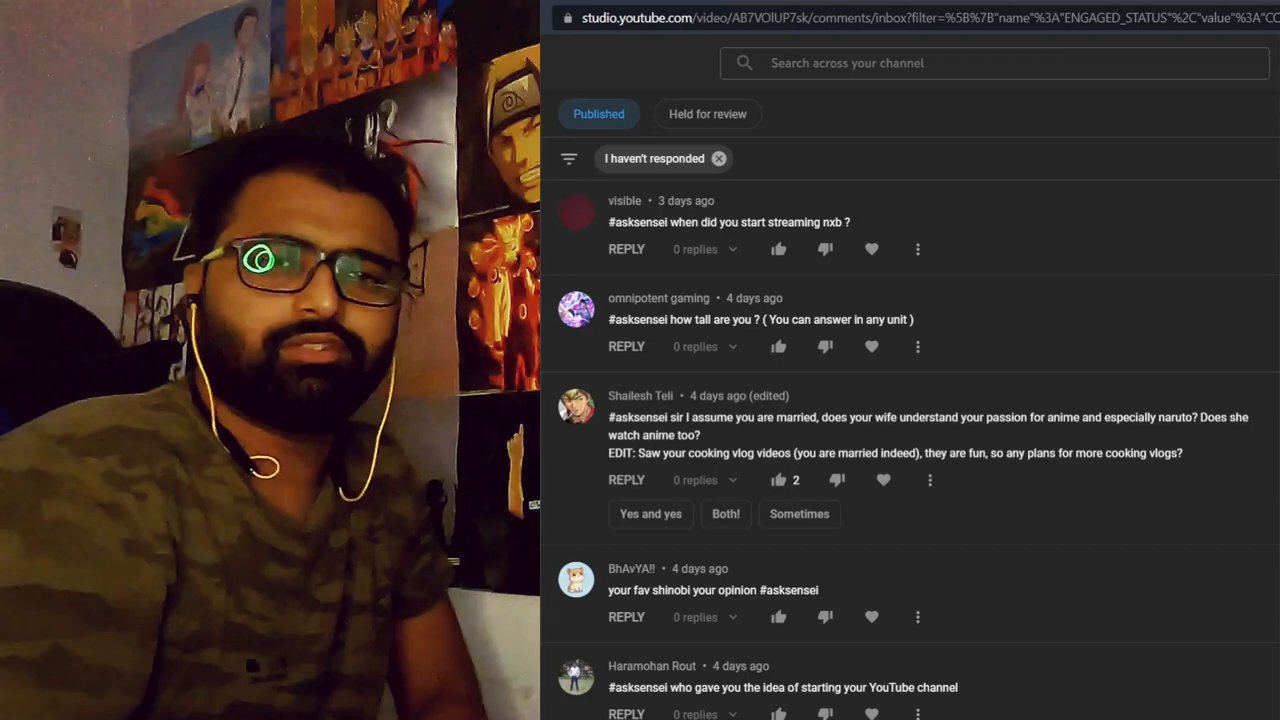 studio.youtube.com/video/AB7VOlUP7sk/comments/inbox?filter=%5B%7B"name"%3A"ENGAGED_STATUS"%2C"value"%3A"CO
Search across your channel
Published Held for review
I haven't responded
visible • 3 days ago
#asksensei when did you start streaming nxb ?
REPLY 0 replies
omnipotent gaming • 4 days ago
#asksensei how tall are you ? ( You can answer in any unit )
REPLY 0 replies
Shailesh Teli • 4 days ago (edited)
#asksensei sir I assume you are married, does your wife understand your passion for anime and especially naruto? Does she
watch anime too?
EDIT: Saw your cooking vlog videos (you are married indeed), they are fun, so any plans for more cooking vlogs?
REPLY 0 replies 2
Yes and yes Both! Sometimes
BhAvYA!! • 4 days ago
your fav shinobi your opinion #asksensei
REPLY 0 replies
Haramohan Rout • 4 days ago
#asksensei who gave you the idea of starting your YouTube channel
REPLY 0 replies